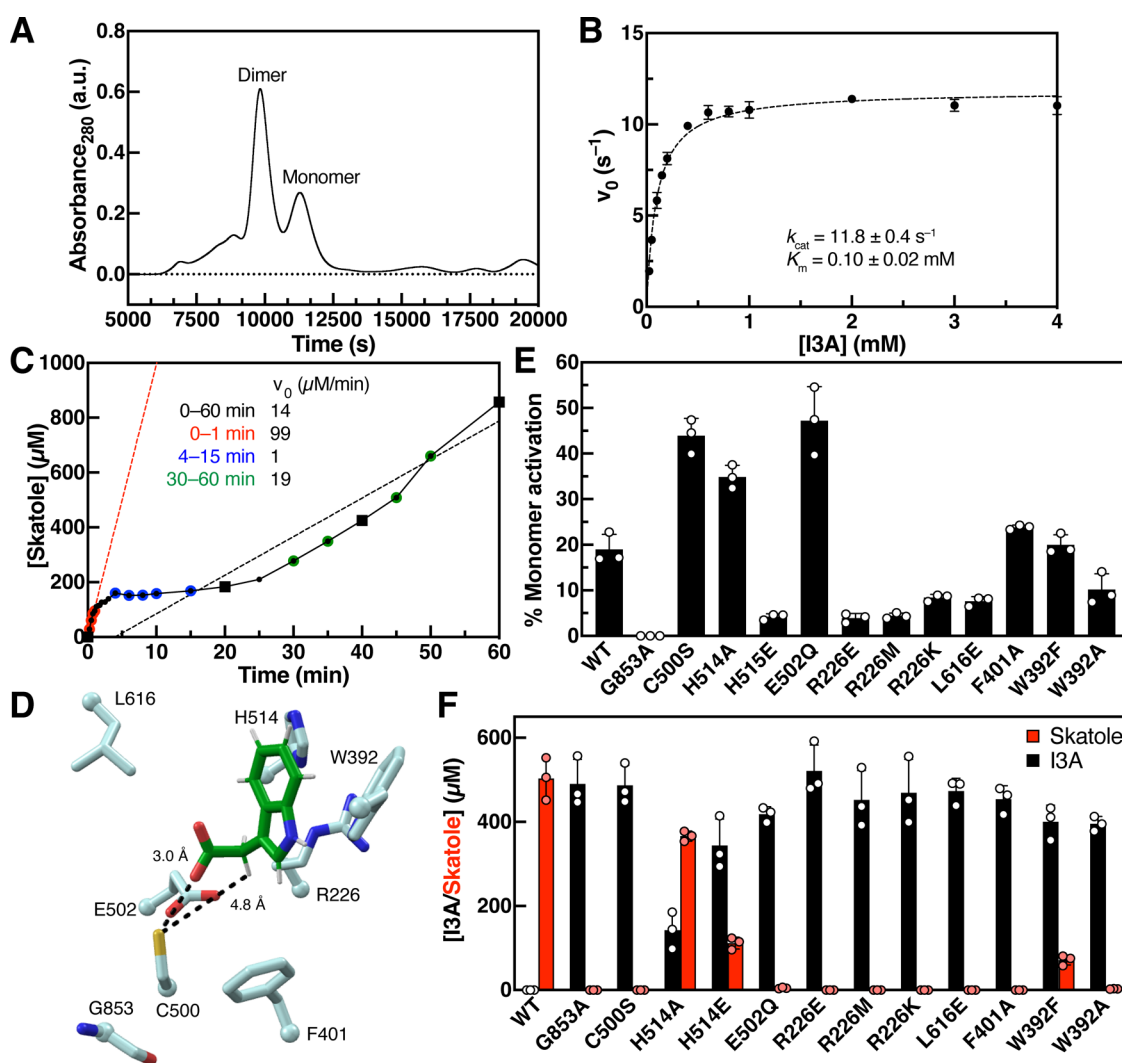 A
Absorbance280 (a.u.)
0.8
0.6
0.4
0.2
0.0
Dimer
Monomer
5000 7500 10000 12500 15000 17500 20000
Time (s)
B
v0 (s−1)
15
10
5
0
kcat = 11.8 ± 0.4 s−1
Km = 0.10 ± 0.02 mM
0 1 2 3 4
[I3A] (mM)
C
[Skatole] (µM)
1000
800
600
400
200
0
v0 (µM/min)
0–60 min 14
0–1 min 99
4–15 min 1
30–60 min 19
0 10 20 30 40 50 60
Time (min)
E
% Monomer activation
60
50
40
30
20
10
0
WT G853A C500S H514A H515E E502Q R226E R226M R226K L616E F401A W392F W392A
D
L616
H514
W392
3.0 Å
E502
4.8 Å
R226
G853
C500
F401
F
[I3A/Skatole] (µM)
600
400
200
0
Skatole
I3A
WT G853A C500S H514A H514E E502Q R226E R226M R226K L616E F401A W392F W392A